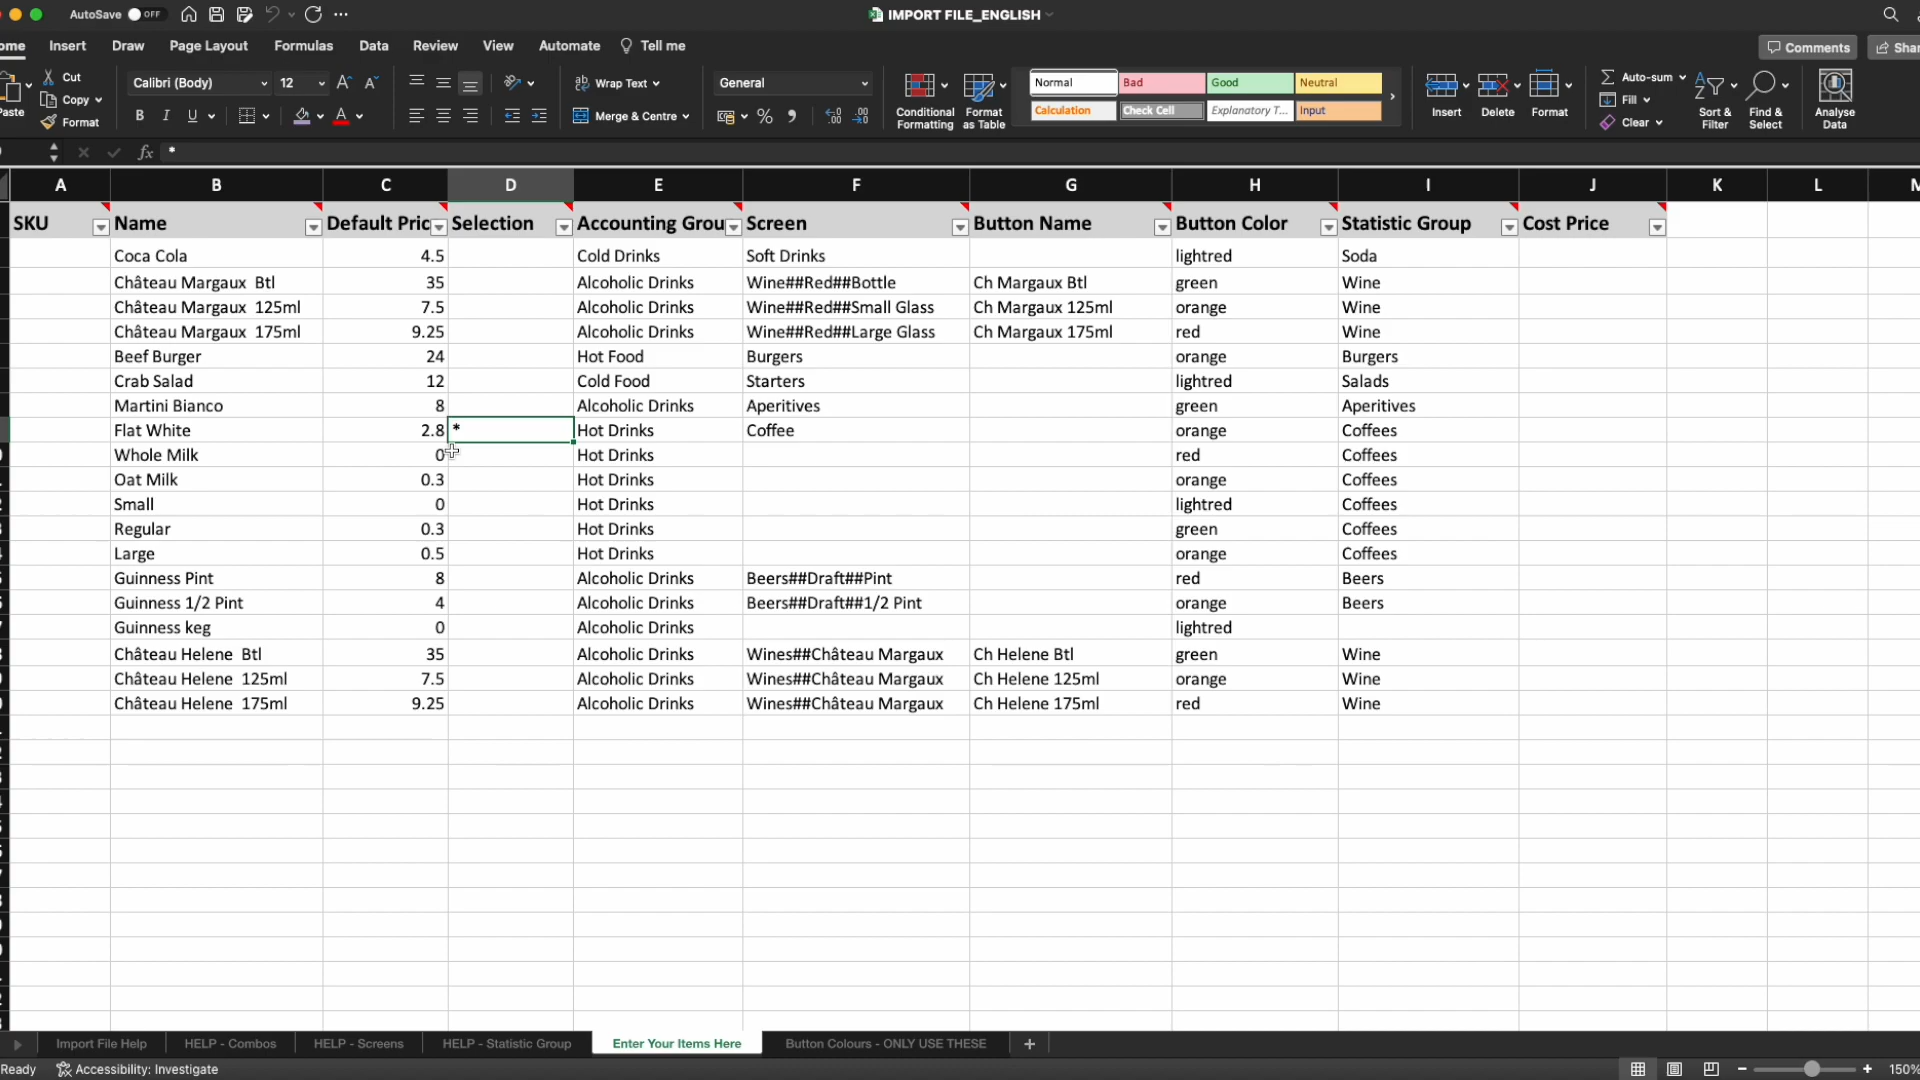 AutoSave OFF IMPORT FILE_ENGLISH
ome Insert Draw Page Layout Formulas Data Review View Automate Tell me Comments Shar
Cut Calibri (Body) 12 A A Wrap Text General Normal Bad Good Neutral Auto-sum
Paste Copy Conditional Formatting Format as Table Insert Delete Format Fill Sort & Filter Find & Select Analyse Data
Format B I U A Merge & Centre % Calculation Check Cell Explanatory T... Input Clear
fx *
A B C D E F G H I J K L M
SKU Name Default Pric Selection Accounting Grou Screen Button Name Button Color Statistic Group Cost Price
Coca Cola 4.5 Cold Drinks Soft Drinks lightred Soda
Château Margaux Btl 35 Alcoholic Drinks Wine##Red##Bottle Ch Margaux Btl green Wine
Château Margaux 125ml 7.5 Alcoholic Drinks Wine##Red##Small Glass Ch Margaux 125ml orange Wine
Château Margaux 175ml 9.25 Alcoholic Drinks Wine##Red##Large Glass Ch Margaux 175ml red Wine
Beef Burger 24 Hot Food Burgers orange Burgers
Crab Salad 12 Cold Food Starters lightred Salads
Martini Bianco 8 Alcoholic Drinks Aperitives green Aperitives
Flat White 2.8 * Hot Drinks Coffee orange Coffees
Whole Milk 0 Hot Drinks red Coffees
Oat Milk 0.3 Hot Drinks orange Coffees
Small 0 Hot Drinks lightred Coffees
Regular 0.3 Hot Drinks green Coffees
Large 0.5 Hot Drinks orange Coffees
Guinness Pint 8 Alcoholic Drinks Beers##Draft##Pint red Beers
Guinness 1/2 Pint 4 Alcoholic Drinks Beers##Draft##1/2 Pint orange Beers
Guinness keg 0 Alcoholic Drinks lightred
Château Helene Btl 35 Alcoholic Drinks Wines##Château Margaux Ch Helene Btl green Wine
Château Helene 125ml 7.5 Alcoholic Drinks Wines##Château Margaux Ch Helene 125ml orange Wine
Château Helene 175ml 9.25 Alcoholic Drinks Wines##Château Margaux Ch Helene 175ml red Wine
Import File Help HELP - Combos HELP - Screens HELP - Statistic Group Enter Your Items Here Button Colours - ONLY USE THESE +
Ready Accessibility: Investigate 150%